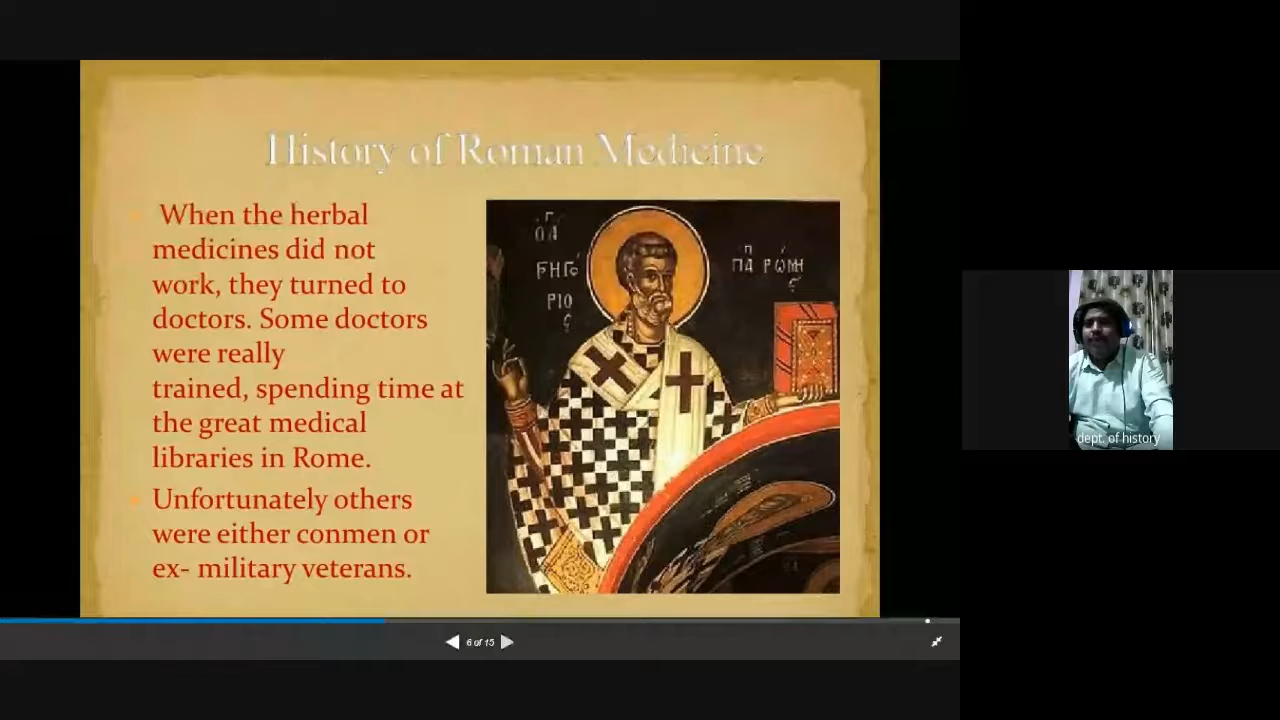 History of Roman Medicine
When the herbal
medicines did not
work, they turned to
doctors. Some doctors
were really
trained, spending time at
the great medical
libraries in Rome.
Unfortunately others
were either conmen or
ex- military veterans.
ΠΑ ΡΏΜΗ
ΡΙΟ
dept. of history
6 of 15